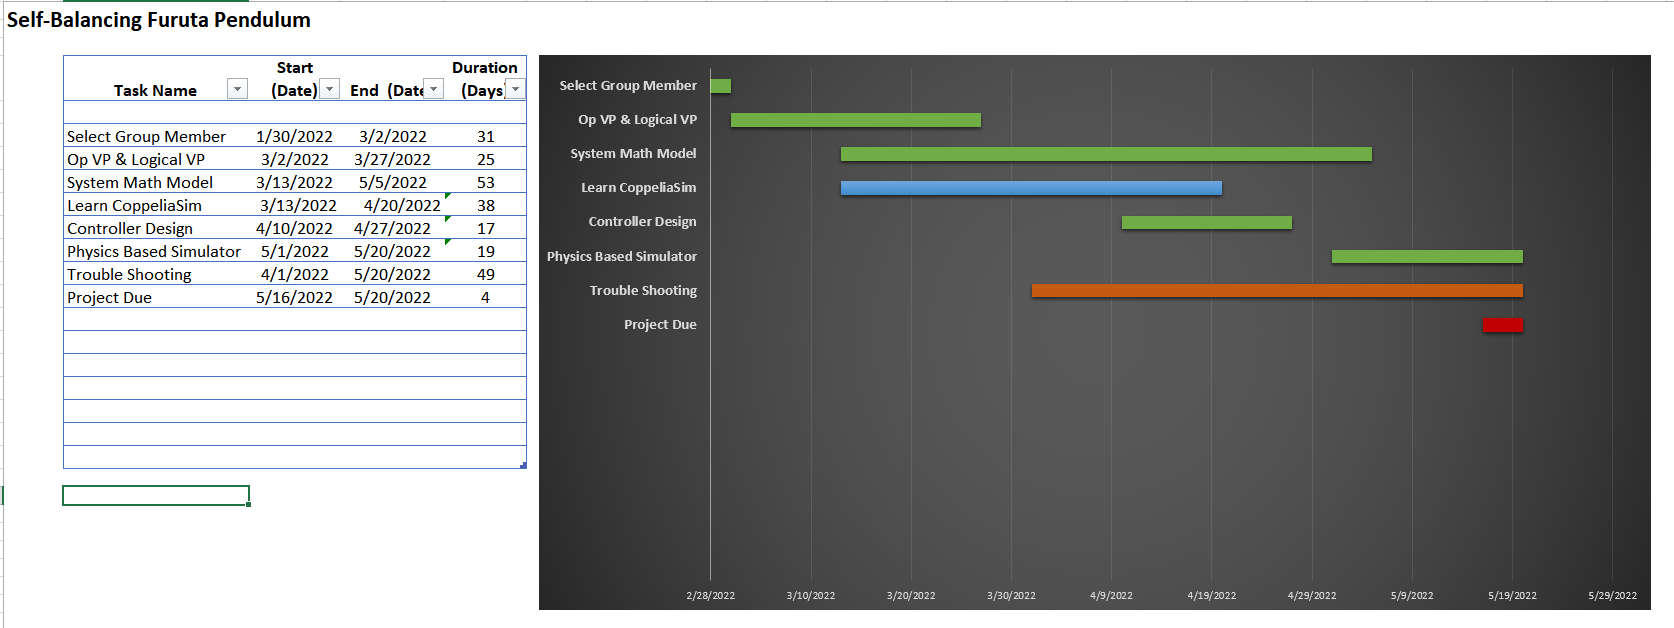 Self-Balancing Furuta Pendulum
Task Name Start (Date) End (Date Duration (Days)
Select Group Member 1/30/2022 3/2/2022 31
Op VP & Logical VP 3/2/2022 3/27/2022 25
System Math Model 3/13/2022 5/5/2022 53
Learn CoppeliaSim 3/13/2022 4/20/2022 38
Controller Design 4/10/2022 4/27/2022 17
Physics Based Simulator 5/1/2022 5/20/2022 19
Trouble Shooting 4/1/2022 5/20/2022 49
Project Due 5/16/2022 5/20/2022 4
Select Group Member
Op VP & Logical VP
System Math Model
Learn CoppeliaSim
Controller Design
Physics Based Simulator
Trouble Shooting
Project Due
2/28/2022 3/10/2022 3/20/2022 3/30/2022 4/9/2022 4/19/2022 4/29/2022 5/9/2022 5/19/2022 5/29/2022